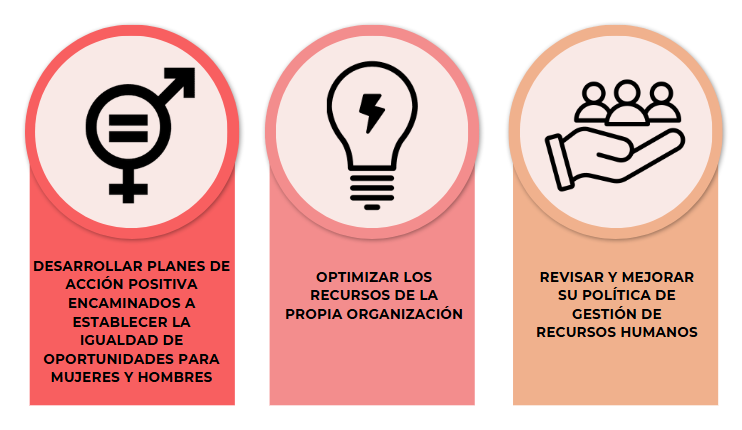 DESARROLLAR PLANES DE
ACCIÓN POSITIVA
ENCAMINADOS A
ESTABLECER LA
IGUALDAD DE
OPORTUNIDADES PARA
MUJERES Y HOMBRES
OPTIMIZAR LOS
RECURSOS DE LA
PROPIA ORGANIZACIÓN
REVISAR Y MEJORAR
SU POLÍTICA DE
GESTIÓN DE
RECURSOS HUMANOS